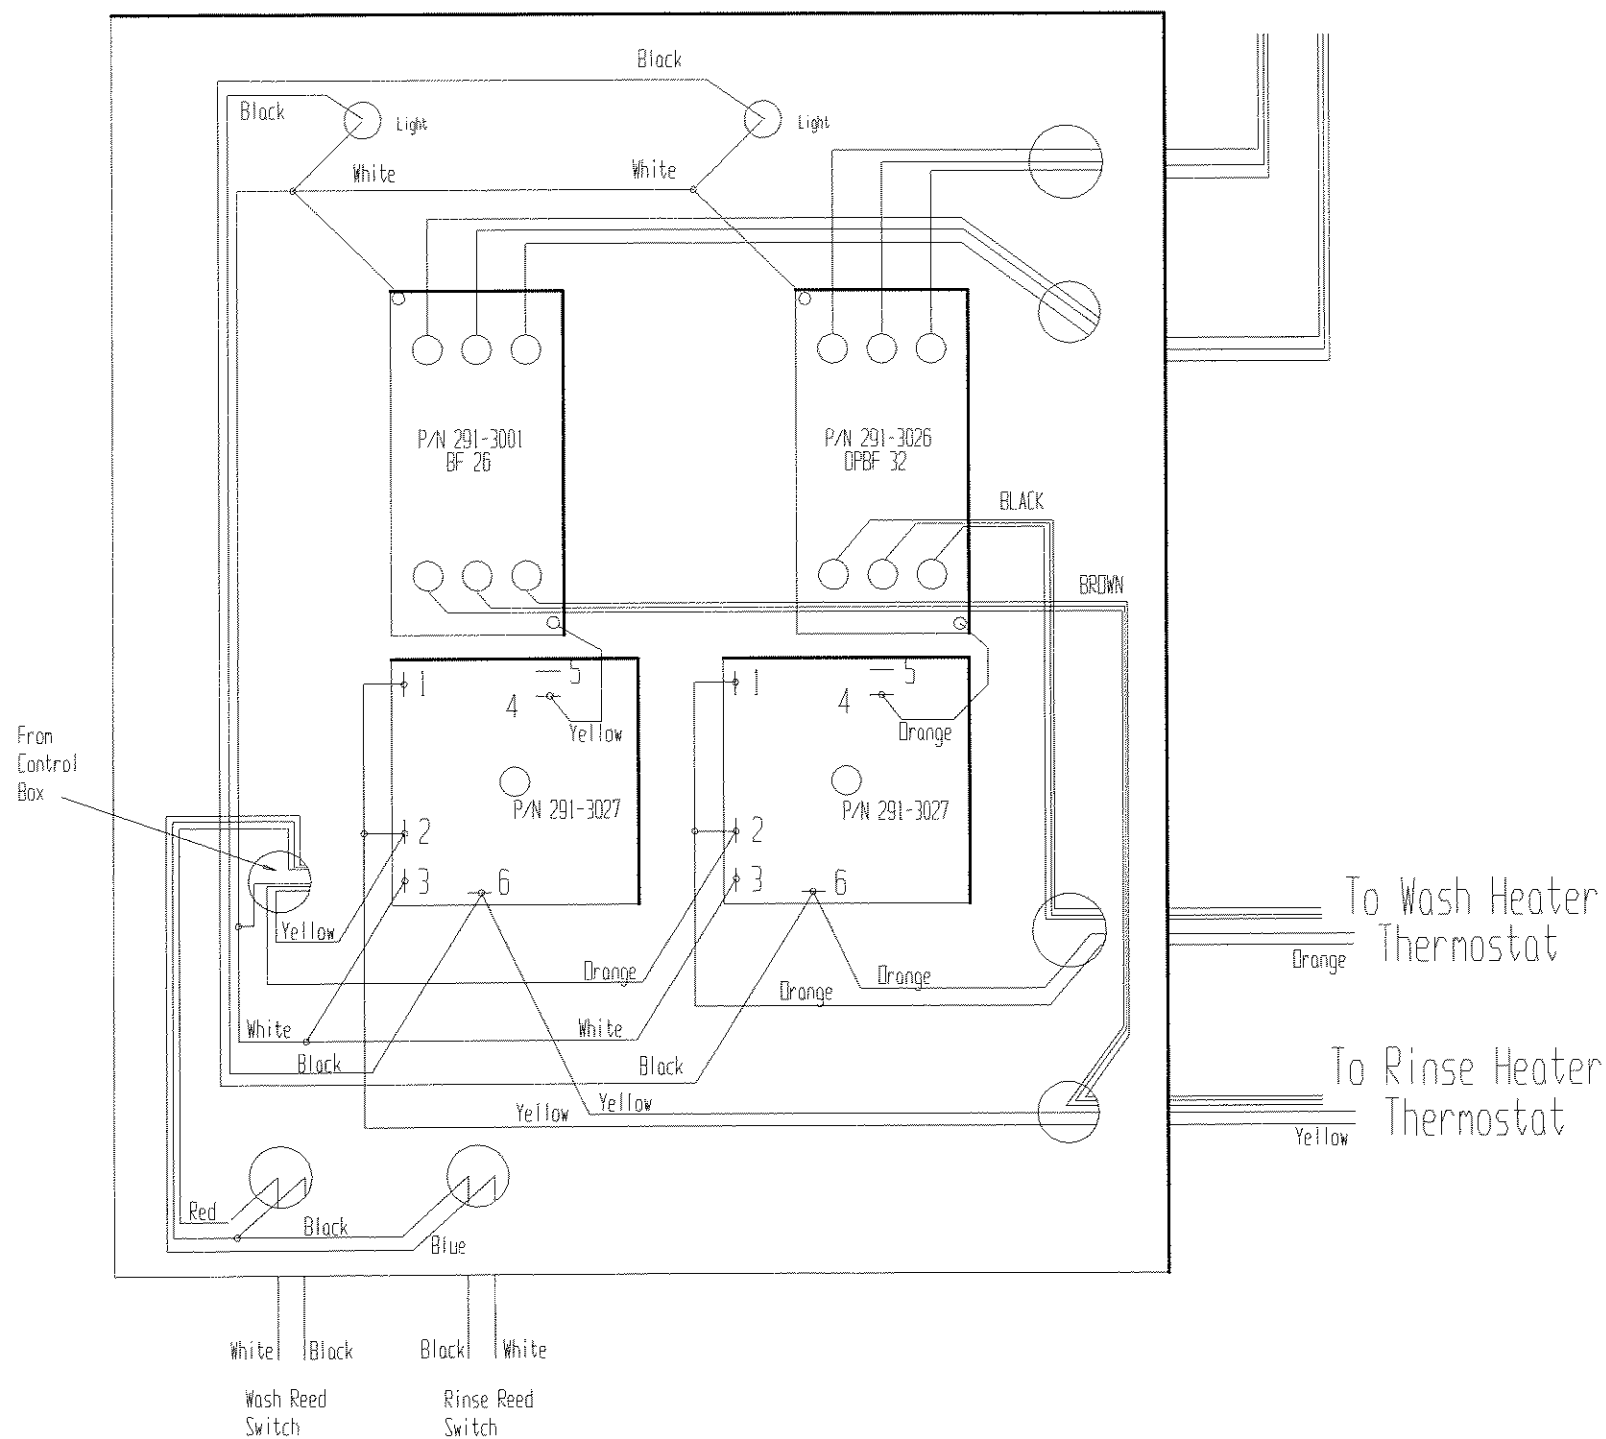 Black
Black
Light
Light
White
White
P/N 291-3001
BF 26
P/N 291-3026
DPBF 32
BLACK
BROWN
1
5
4
Yellow
1
5
4
Orange
From
Control
Box
P/N 291-3027
P/N 291-3027
2
2
3
6
3
6
Yellow
To Wash Heater
Thermostat
Orange
Orange
Orange
Orange
White
White
Black
Black
To Rinse Heater
Thermostat
Yellow
Yellow
Yellow
Red
Black
Blue
White
Black
Black
White
Wash Reed
Switch
Rinse Reed
Switch